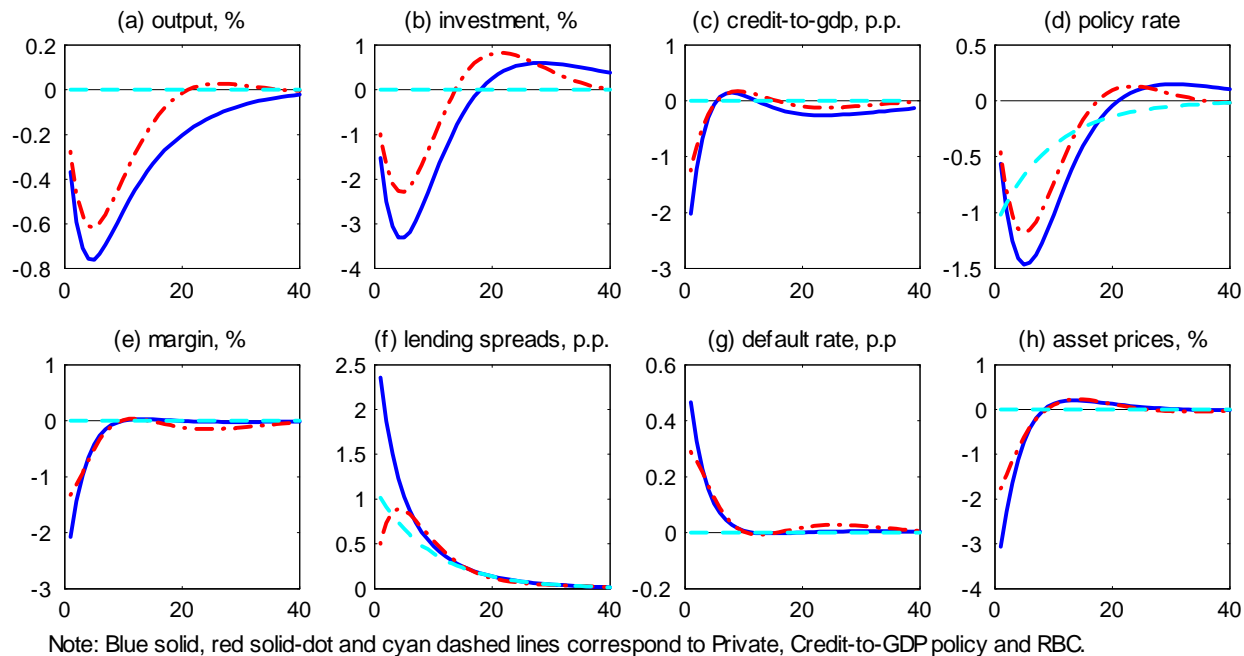 (a) output, % (b) investment, % (c) credit-to-gdp, p.p. (d) policy rate
0.2 2 1 0.5
0 1 0 0
-0.2 0 -1 -0.5
-0.4 -1 -2 -1
-0.6 -2 -3 -1.5
-0.8 -3
-4
0 20 40 0 20 40 0 20 40 0 20 40
(e) margin, % (f) lending spreads, p.p. (g) default rate, p.p (h) asset prices, %
1 2.5 0.6 1
0 2 0.4 0
-1 1.5 0.2 -1
-2 1 0 -2
-3 0.5 -0.2 -3
0 -4
0 20 40 0 20 40 0 20 40 0 20 40
Note: Blue solid, red solid-dot and cyan dashed lines correspond to Private, Credit-to-GDP policy and RBC.